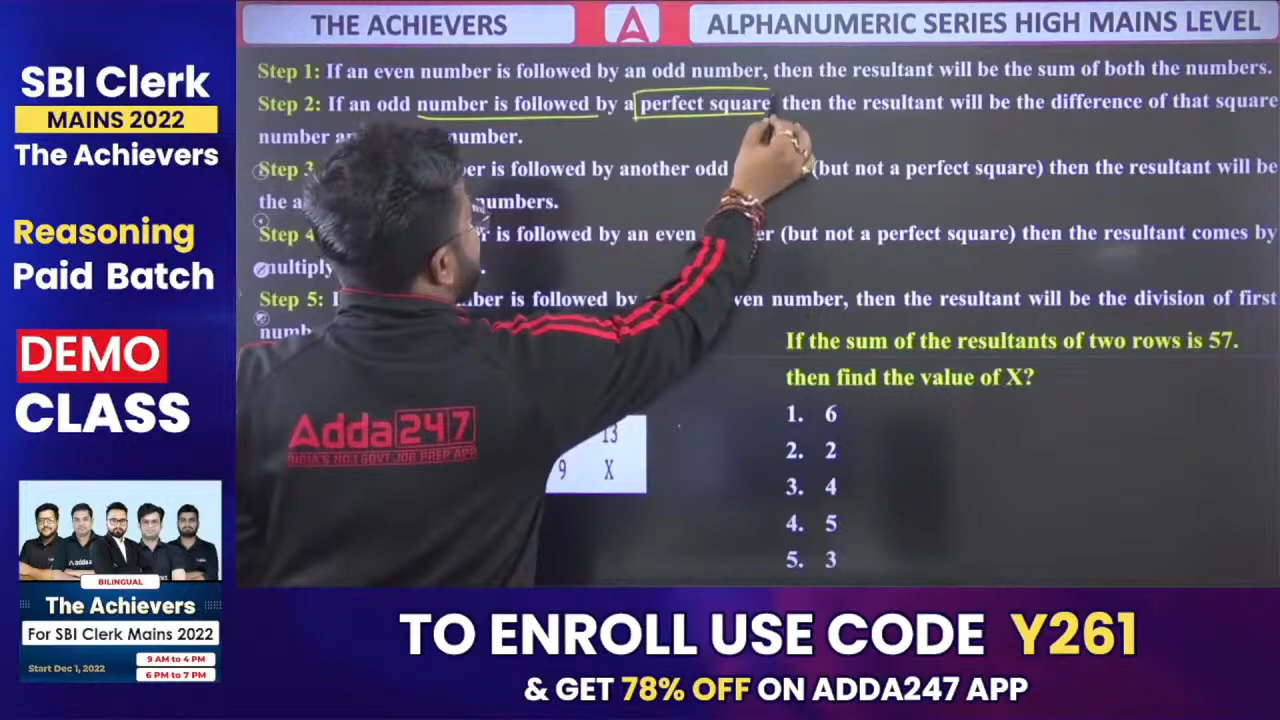 THE ACHIEVERS
ALPHANUMERIC SERIES HIGH MAINS LEVEL
SBI Clerk
MAINS 2022
The Achievers
Reasoning
Paid Batch
DEMO
CLASS
BILINGUAL
The Achievers
For SBI Clerk Mains 2022
Start Dec 1, 2022
9 AM to 4 PM
6 PM to 7 PM
Step 1: If an even number is followed by an odd number, then the resultant will be the sum of both the numbers.
Step 2: If an odd number is followed by a perfect square then the resultant will be the difference of that square
number number.
Step 3 is followed by another odd (but not a perfect square) then the resultant will be
the numbers.
Step 4 is followed by an even (but not a perfect square) then the resultant comes by
multiply
Step 5: is followed by number, then the resultant will be the division of first
If the sum of the resultants of two rows is 57.
then find the value of X?
1. 6
2. 2
3. 4
4. 5
5. 3
13
9 X
Adda247
INDIA'S NO.1 GOVT JOB PREP APP
TO ENROLL USE CODE Y261
& GET 78% OFF ON ADDA247 APP